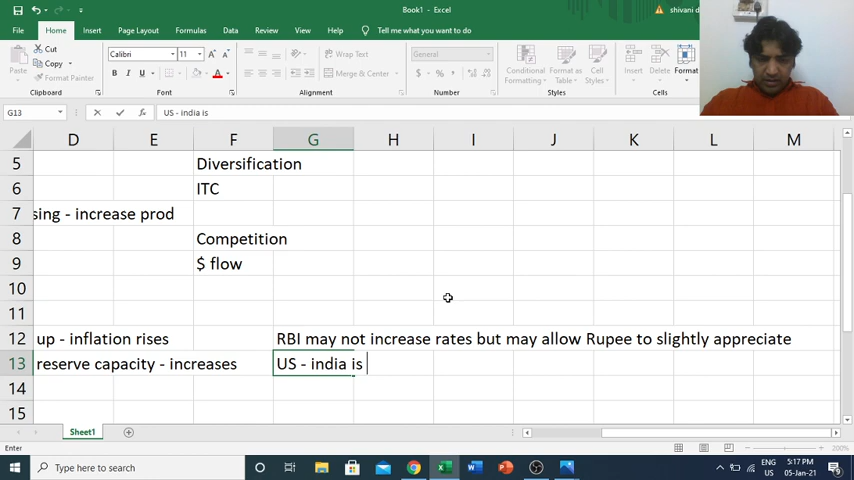 Book1 - Excel
shivani d
File Home Insert Page Layout Formulas Data Review View Help Tell me what you want to do
Cut
Copy
Format Painter
Paste
Calibri 11
Wrap Text
Merge & Center
General
Conditional Formatting
Format as Table
Cell Styles
Insert Delete Format
Clipboard Font Alignment Number Styles Cells
G13 US - india is
D E F G H I J K L M
5 Diversification
6 ITC
7 sing - increase prod
8 Competition
9 $ flow
10
11
12 up - inflation rises RBI may not increase rates but may allow Rupee to slightly appreciate
13 reserve capacity - increases US - india is
14
15
Sheet1
Enter 200%
Type here to search
ENG
US
5:17 PM
05-Jan-21